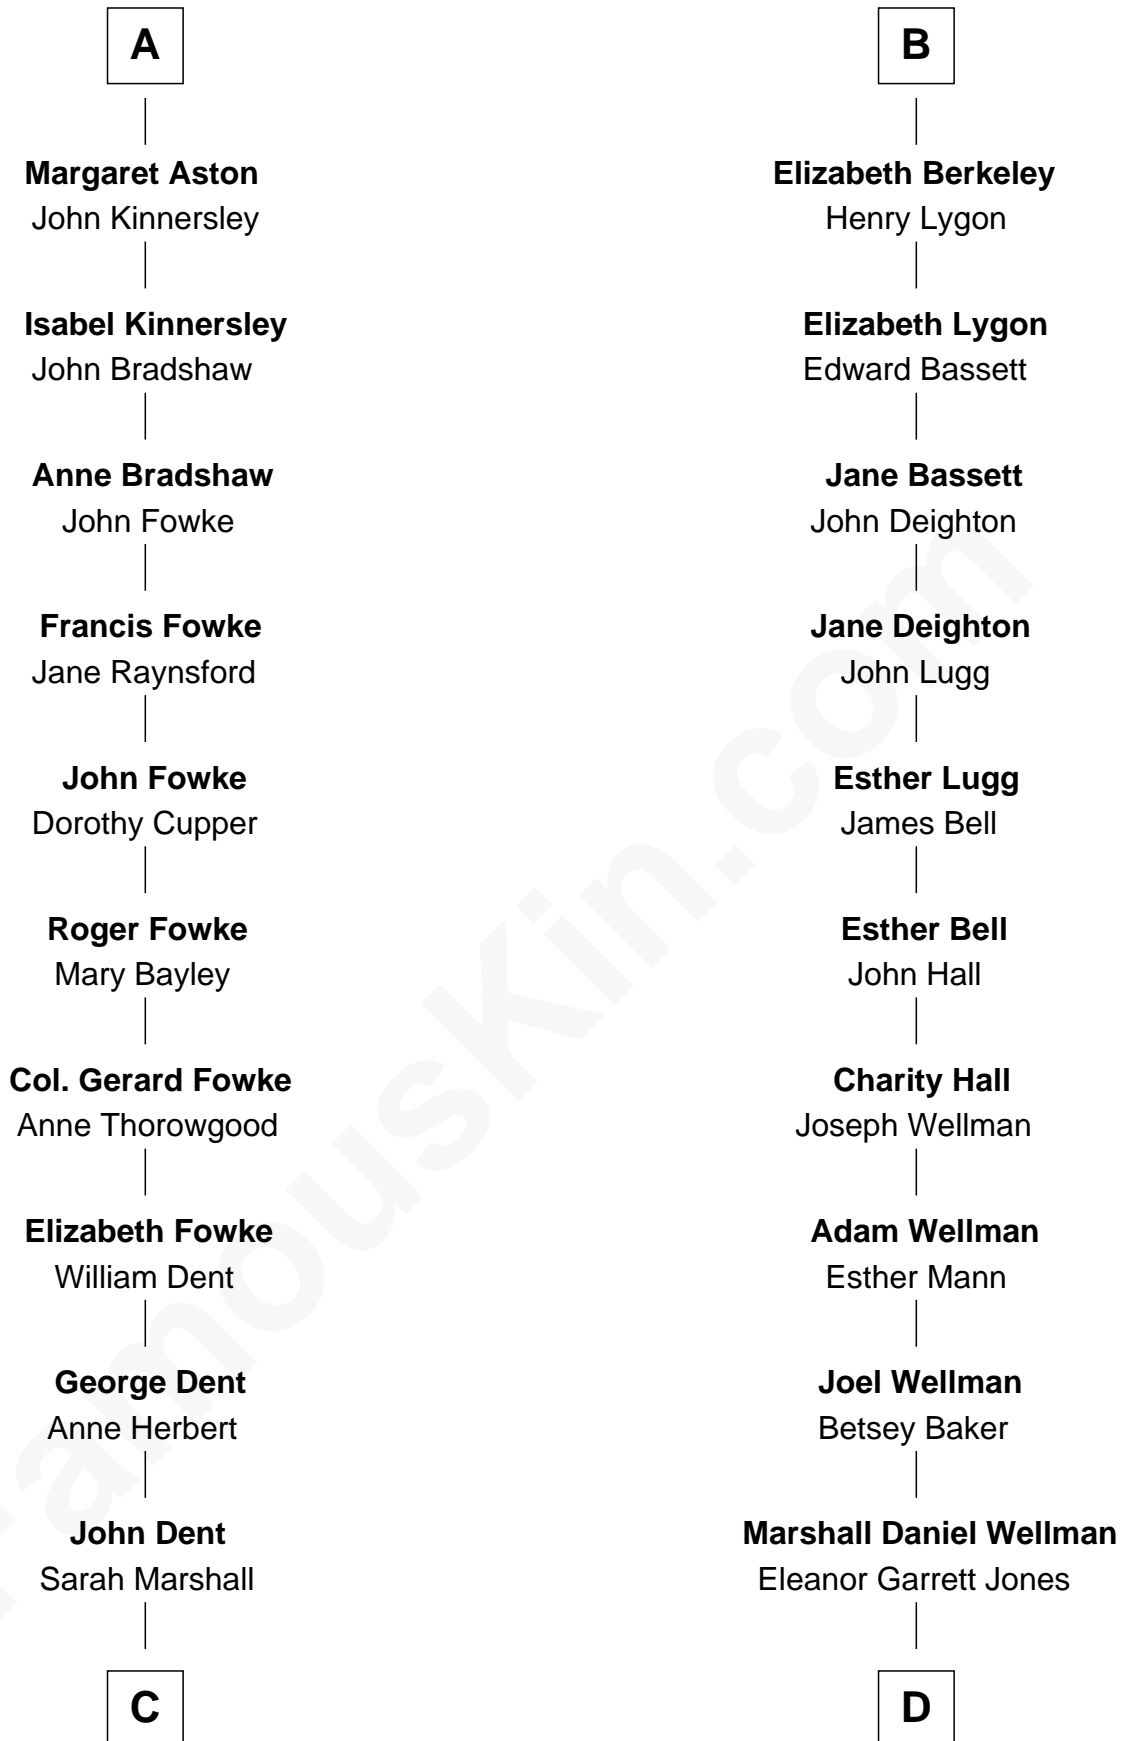 A
Margaret Aston
John Kinnersley
Isabel Kinnersley
John Bradshaw
Anne Bradshaw
John Fowke
Francis Fowke
Jane Raynsford
John Fowke
Dorothy Cupper
Roger Fowke
Mary Bayley
Col. Gerard Fowke
Anne Thorowgood
Elizabeth Fowke
William Dent
George Dent
Anne Herbert
John Dent
Sarah Marshall
C
B
Elizabeth Berkeley
Henry Lygon
Elizabeth Lygon
Edward Bassett
Jane Bassett
John Deighton
Jane Deighton
John Lugg
Esther Lugg
James Bell
Esther Bell
John Hall
Charity Hall
Joseph Wellman
Adam Wellman
Esther Mann
Joel Wellman
Betsey Baker
Marshall Daniel Wellman
Eleanor Garrett Jones
D
FamousKin.com